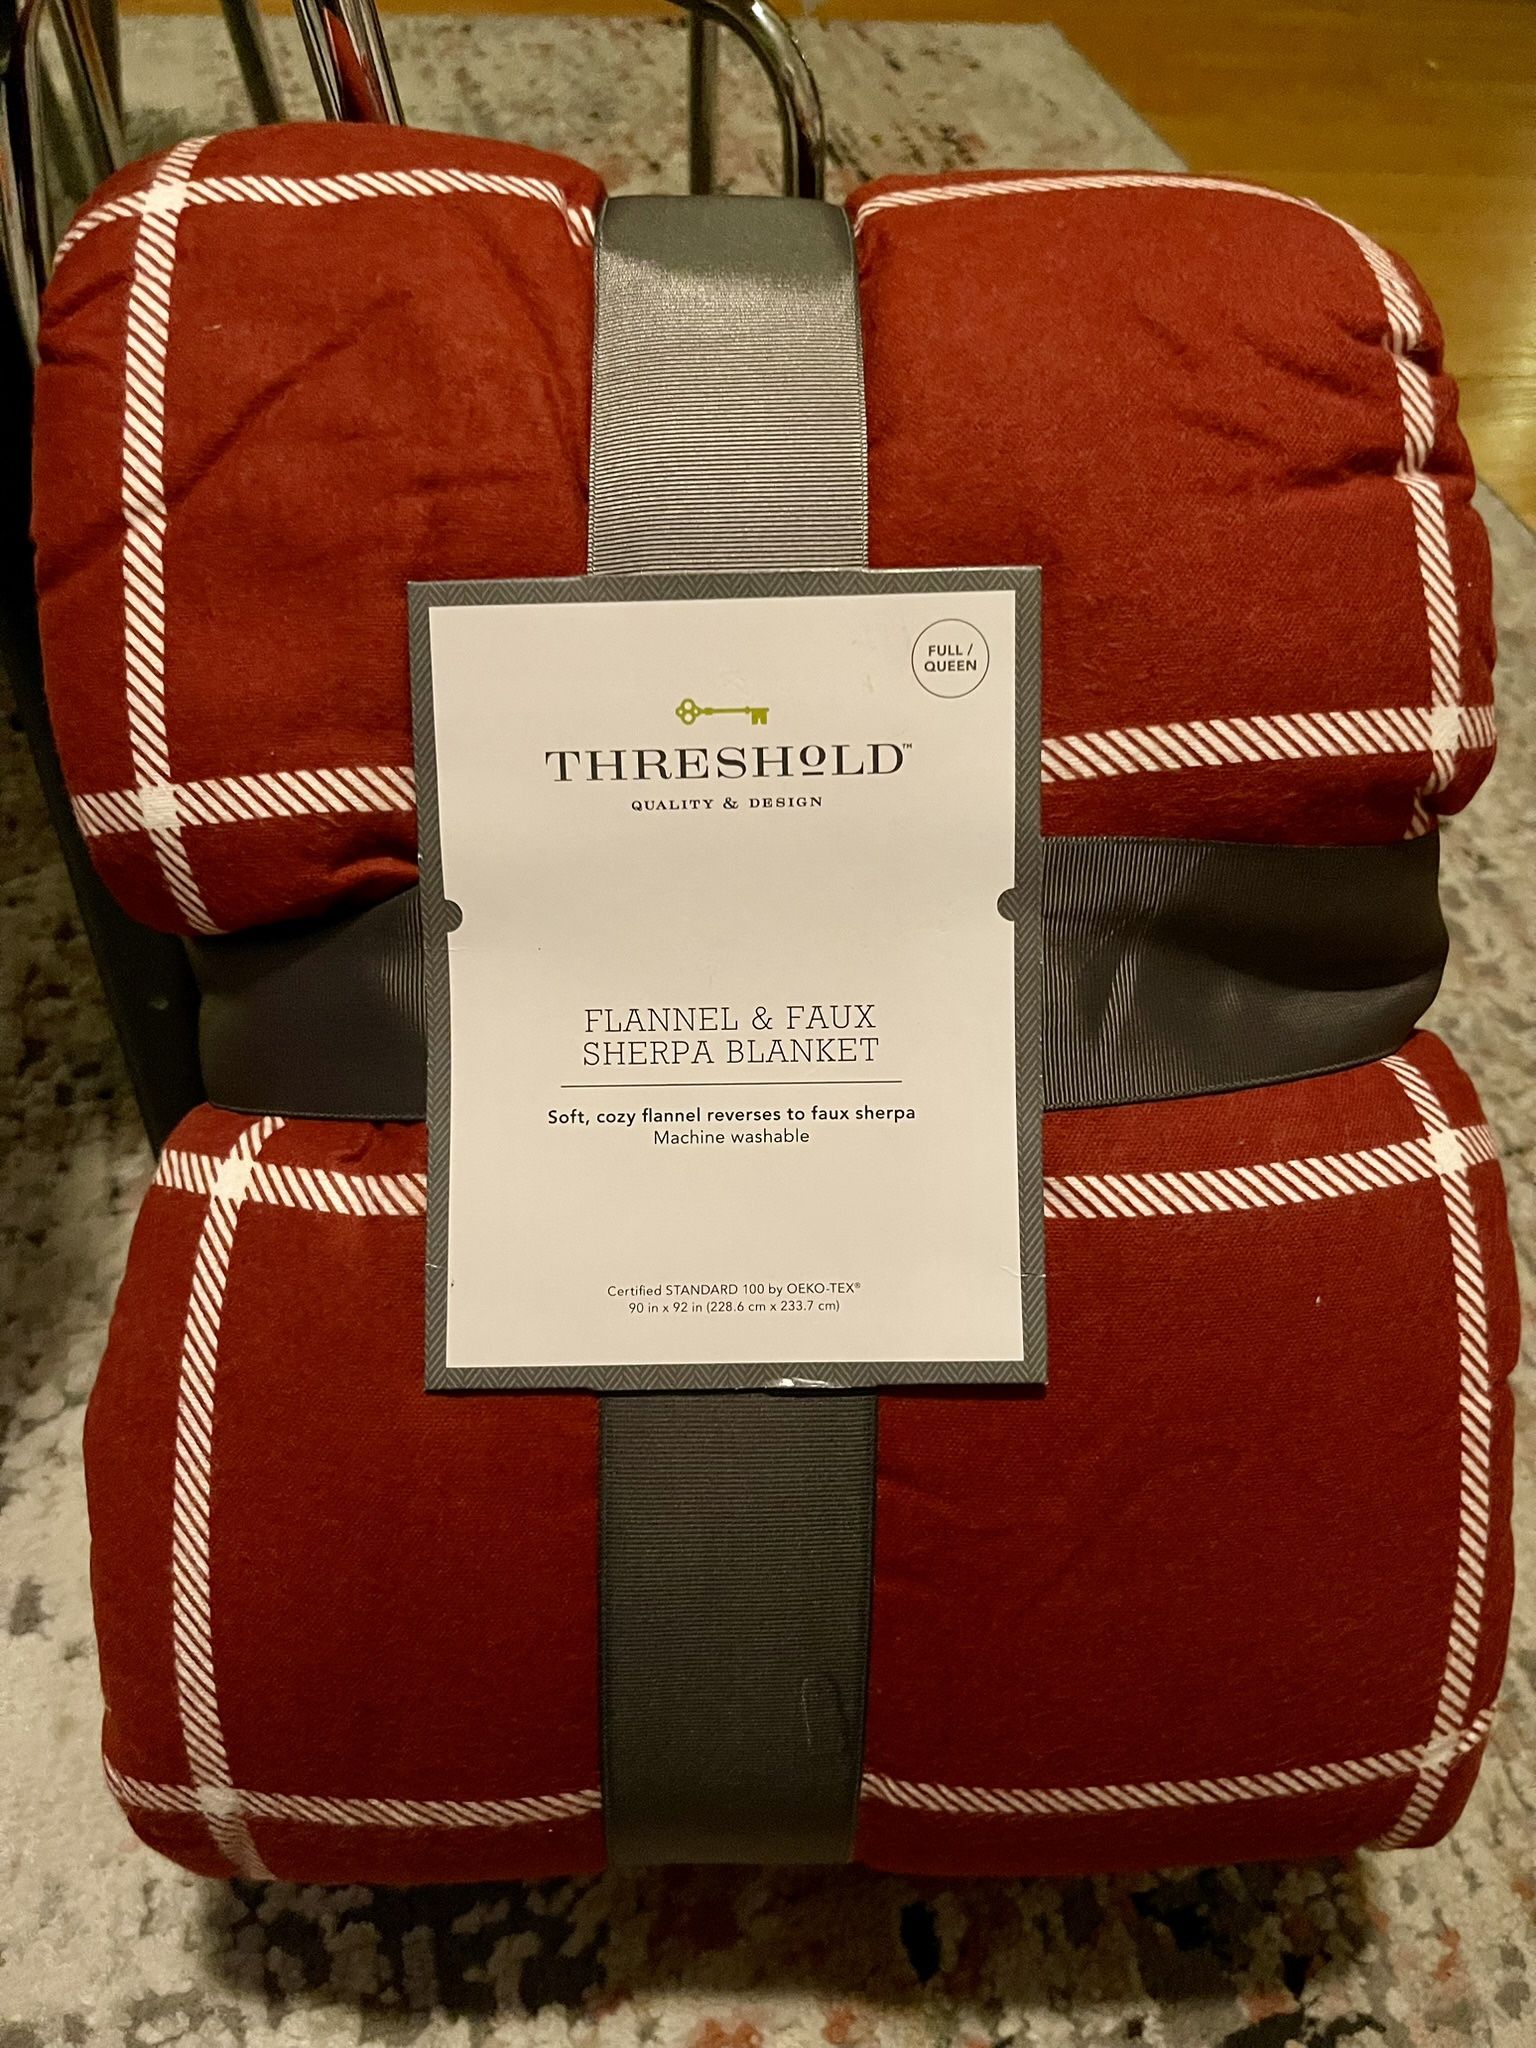 FULL /
QUEEN
THRESHOLD™
QUALITY & DESIGN
FLANNEL & FAUX
SHERPA BLANKET
Soft, cozy flannel reverses to faux sherpa
Machine washable
Certified STANDARD 100 by OEKO-TEX®
90 in x 92 in (228.6 cm x 233.7 cm)